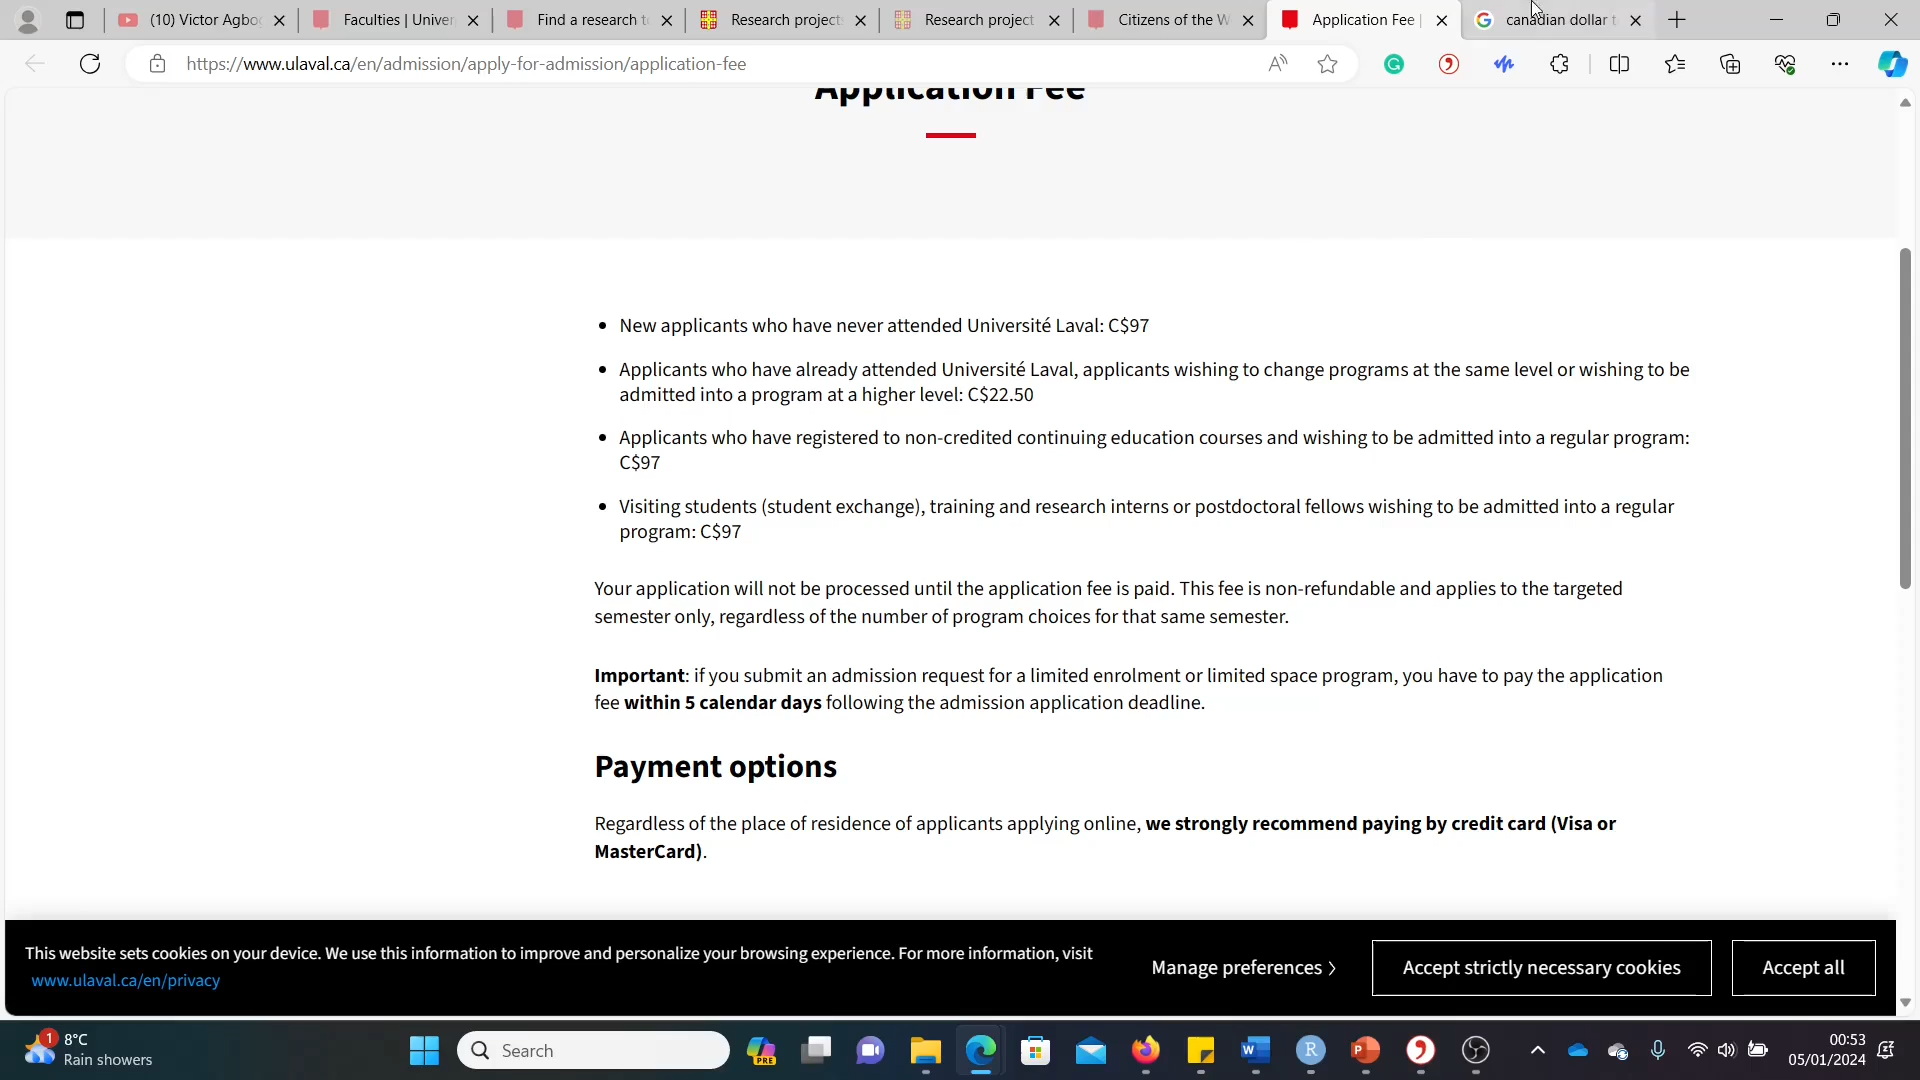 (10) Victor Agbo
Faculties | Univer
Find a research t
Research project
Research project
Citizens of the W
Application Fee |
canadian dollar t
https://www.ulaval.ca/en/admission/apply-for-admission/application-fee
Application Fee
• New applicants who have never attended Université Laval: C$97
• Applicants who have already attended Université Laval, applicants wishing to change programs at the same level or wishing to be
admitted into a program at a higher level: C$22.50
• Applicants who have registered to non-credited continuing education courses and wishing to be admitted into a regular program:
C$97
• Visiting students (student exchange), training and research interns or postdoctoral fellows wishing to be admitted into a regular
program: C$97
Your application will not be processed until the application fee is paid. This fee is non-refundable and applies to the targeted
semester only, regardless of the number of program choices for that same semester.
Important: if you submit an admission request for a limited enrolment or limited space program, you have to pay the application
fee within 5 calendar days following the admission application deadline.
Payment options
Regardless of the place of residence of applicants applying online, we strongly recommend paying by credit card (Visa or
MasterCard).
This website sets cookies on your device. We use this information to improve and personalize your browsing experience. For more information, visit
www.ulaval.ca/en/privacy
Manage preferences >
Accept strictly necessary cookies
Accept all
1
8°C
Rain showers
Search
PRE
00:53
05/01/2024